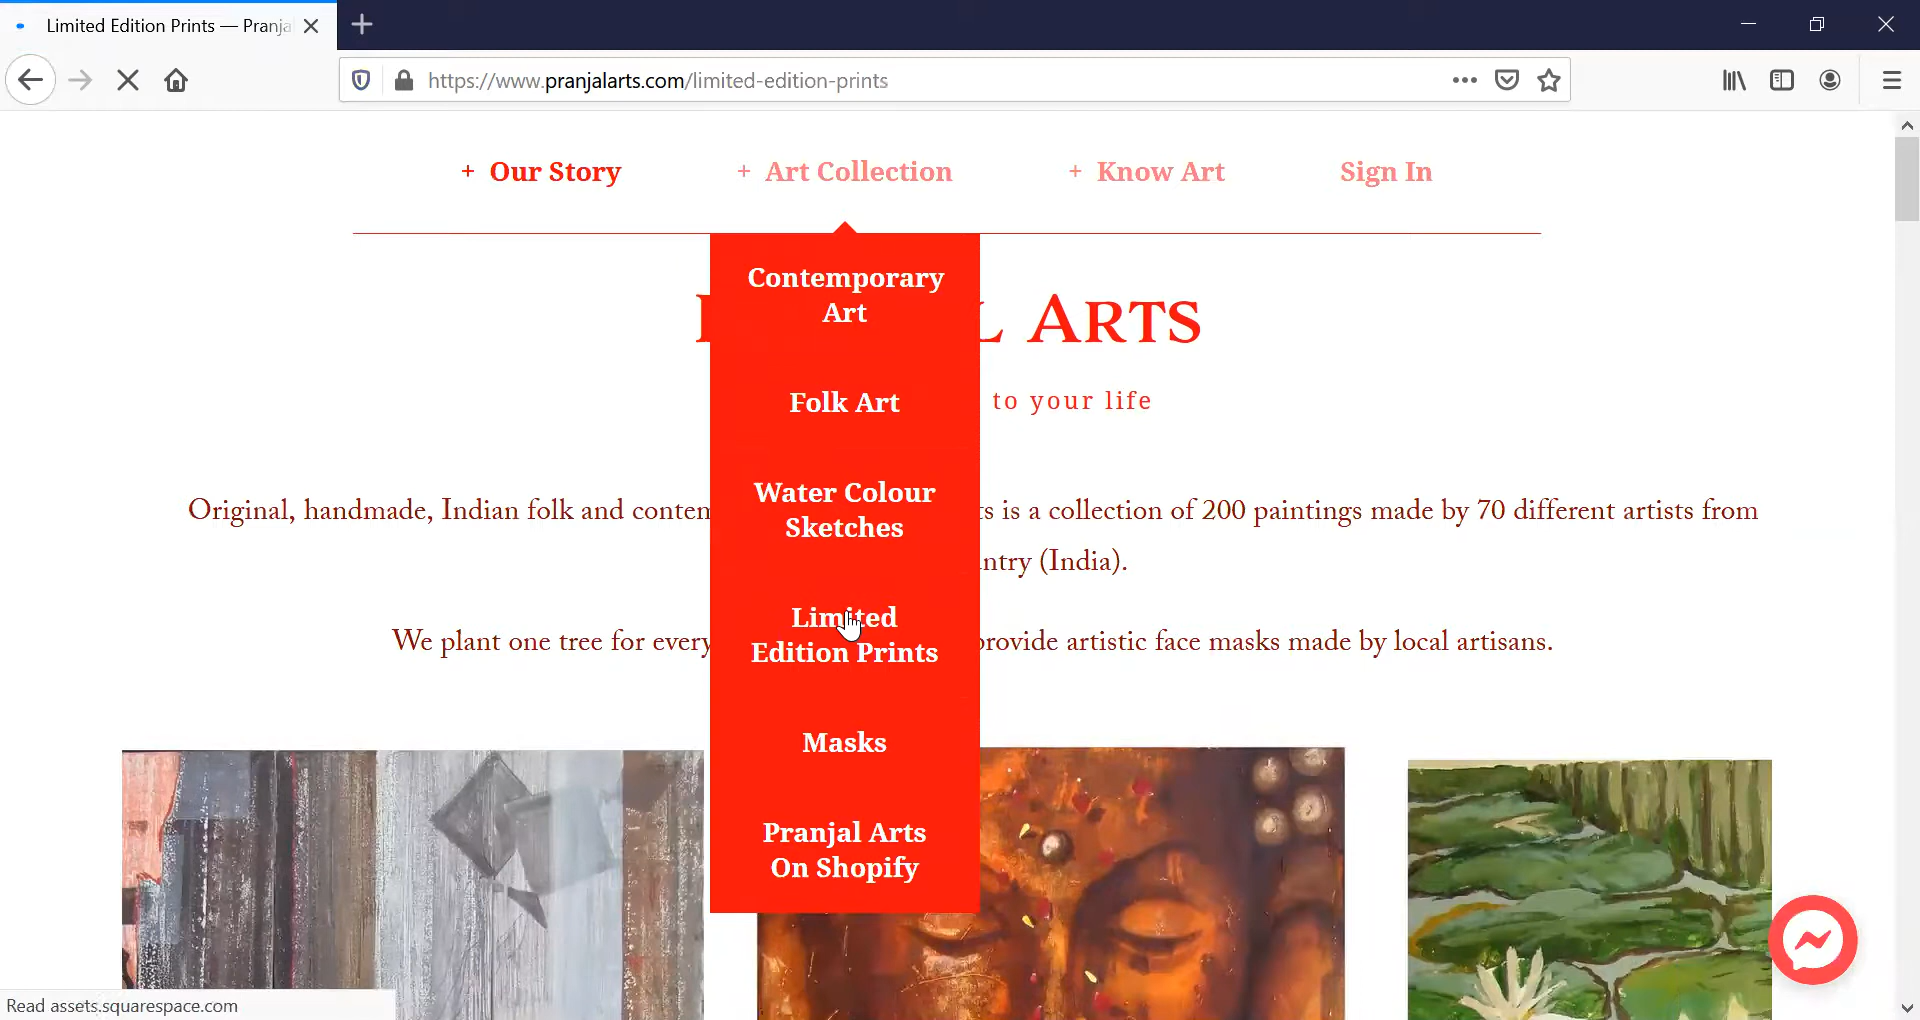 Limited Edition Prints — Pranja
https://www.pranjalarts.com/limited-edition-prints
+ Our Story
+ Art Collection
+ Know Art
Sign In
Contemporary
Art
Folk Art
Water Colour
Sketches
Limited
Edition Prints
Masks
Pranjal Arts
On Shopify
L ARTS
to your life
Original, handmade, Indian folk and conten
ts is a collection of 200 paintings made by 70 different artists from
ntry (India).
We plant one tree for every
provide artistic face masks made by local artisans.
Read assets.squarespace.com